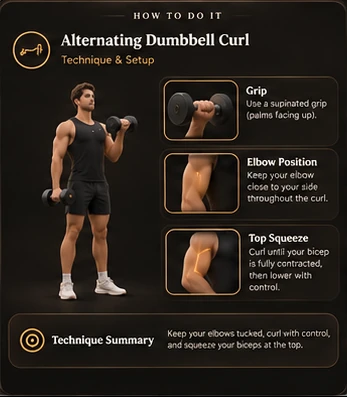 HOW TO DO IT
Alternating Dumbbell Curl
Technique & Setup
Grip
Use a supinated grip
(palms facing up).
Elbow Position
Keep your elbow
close to your side
throughout the curl.
Top Squeeze
Curl until your bicep
is fully contracted,
then lower with
control.
Technique Summary
Keep your elbows tucked, curl with control,
and squeeze your biceps at the top.